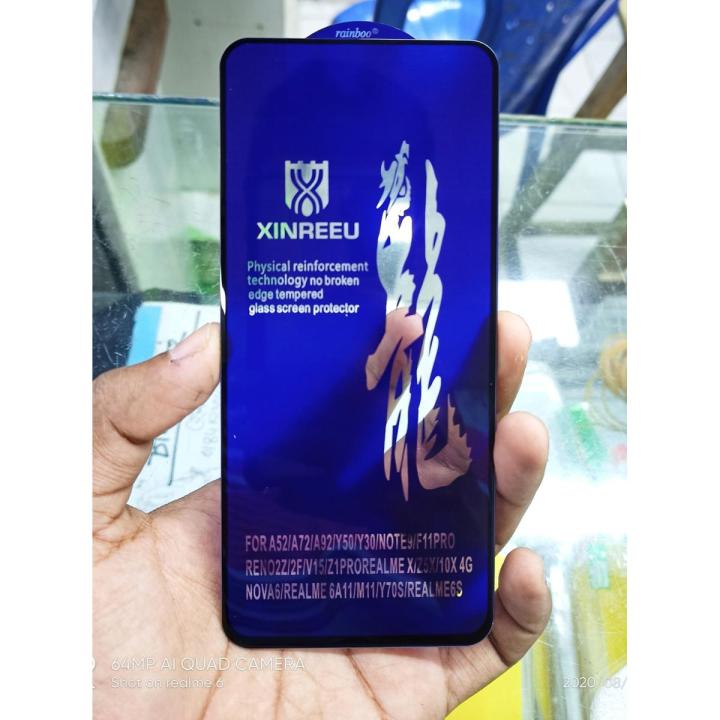 rainboo®
XINREEU
Physical reinforcement
technology no broken
edge tempered
glass screen protector
龍
FOR A52/A72/A92/Y50/Y30/NOTE9/F11PRO
RENO2Z/2F/V15/Z1PROREALME X/Z5X/10X 4G
NOVA6/REALME 6A11/M11/Y70S/REALME6S
64MP AI QUAD CAMERA
Shot on realme 6
2020/08/